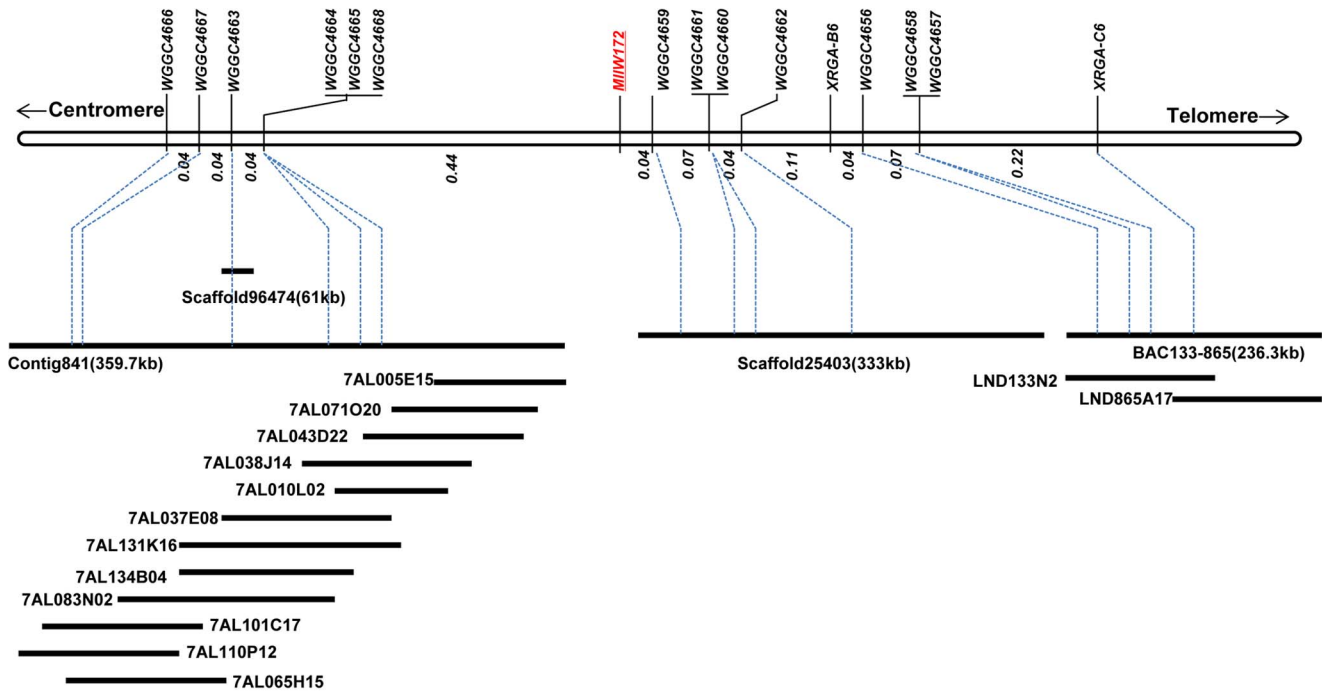 WGGC4666
WGGC4667
WGGC4663
WGGC4664
WGGC4665
WGGC4668
MlIW172
WGGC4659
WGGC4661
WGGC4660
WGGC4662
XRGA-B6
WGGC4656
WGGC4658
WGGC4657
XRGA-C6
←Centromere
Telomere→
0.04
0.04
0.04
0.44
0.04
0.07
0.04
0.11
0.04
0.07
0.22
Scaffold96474(61kb)
Contig841(359.7kb)
Scaffold25403(333kb)
BAC133-865(236.3kb)
7AL005E15
LND133N2
LND865A17
7AL071O20
7AL043D22
7AL038J14
7AL010L02
7AL037E08
7AL131K16
7AL134B04
7AL083N02
7AL101C17
7AL110P12
7AL065H15